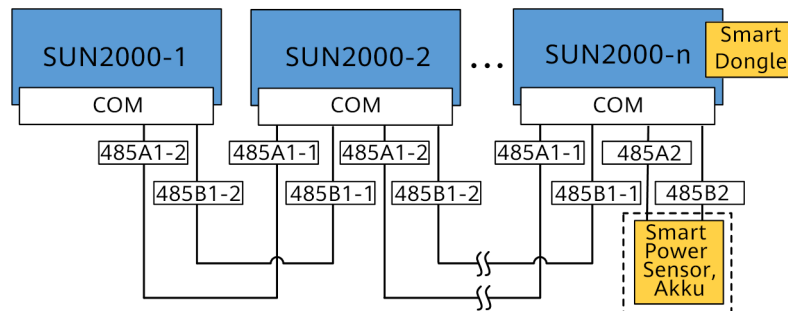 SUN2000-1
SUN2000-2
...
SUN2000-n
Smart
Dongle
COM
COM
COM
485A1-2
485A1-1
485A1-2
485A1-1
485A2
485B1-2
485B1-1
485B1-2
485B1-1
485B2
Smart
Power
Sensor,
Akku